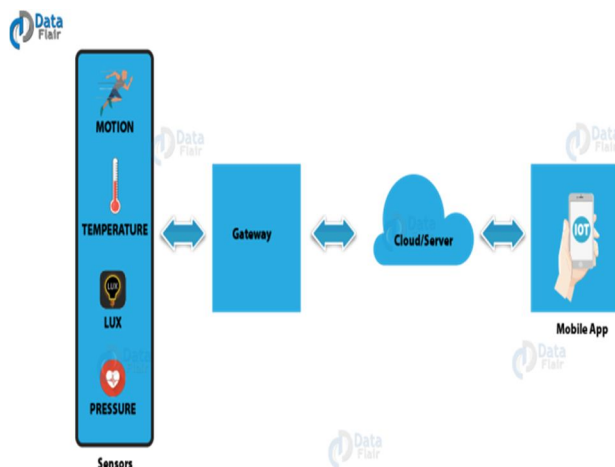 Data
Flair
MOTION
Data
Flair
Data
Flair
TEMPERATURE
Gateway
Data
Cloud/Server
IOT
LUX
LUX
Mobile App
Data
Flair
Data
Flair
PRESSURE
Data
Flair
Sensors